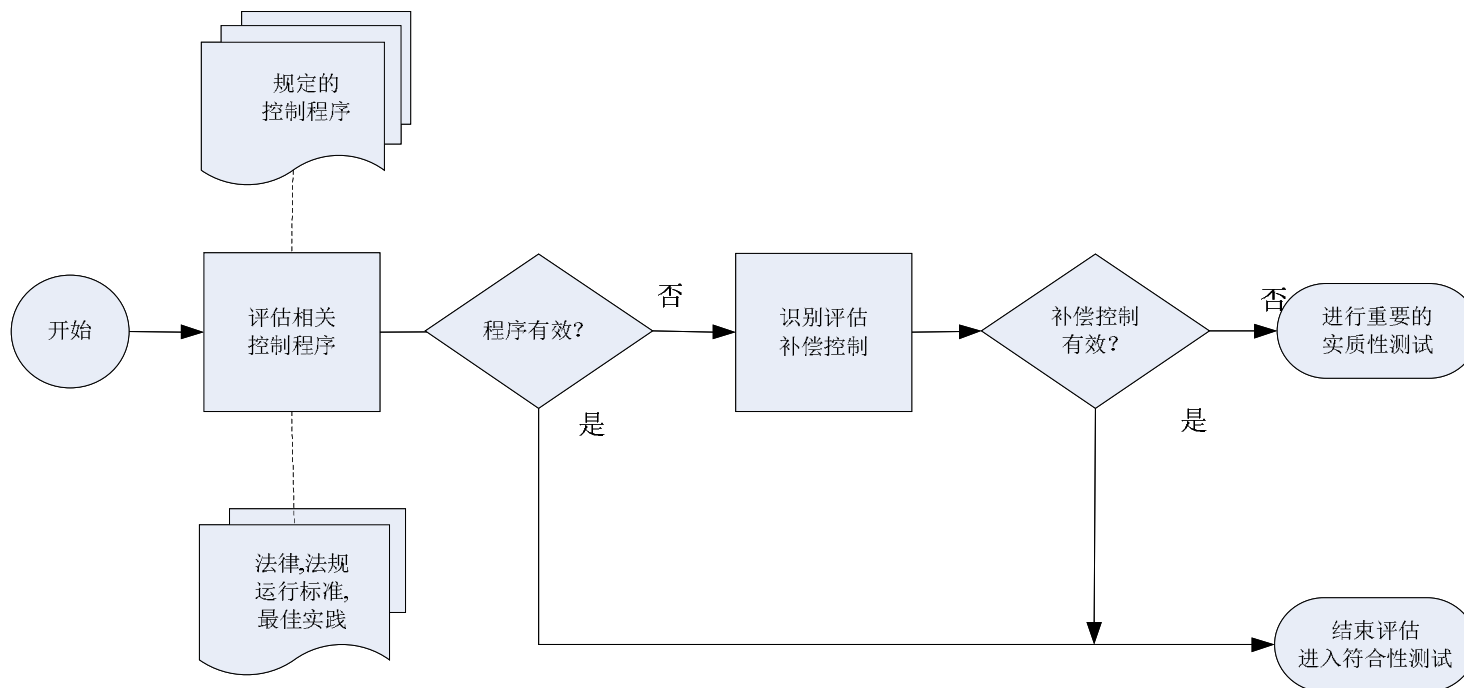 规定的
控制程序
开始
评估相关
控制程序
程序有效?
否
是
识别评估
补偿控制
补偿控制
有效?
否
是
进行重要的
实质性测试
法律,法规
运行标准,
最佳实践
结束评估
进入符合性测试